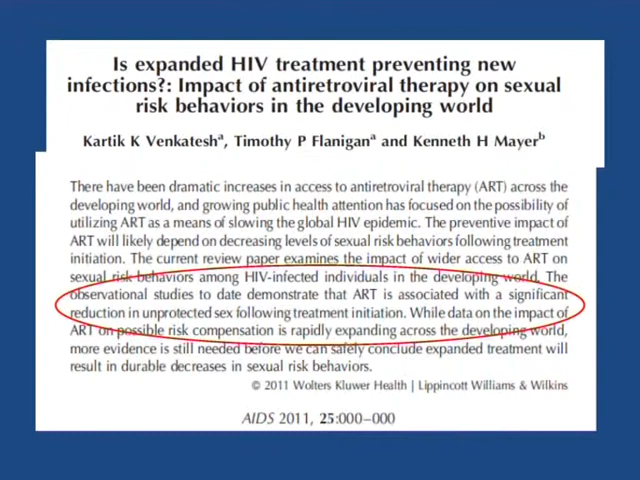 Is expanded HIV treatment preventing new
infections?: Impact of antiretroviral therapy on sexual
risk behaviors in the developing world
Kartik K Venkateshᵃ, Timothy P Flaniganᵃ and Kenneth H Mayerᵇ
There have been dramatic increases in access to antiretroviral therapy (ART) across the
developing world, and growing public health attention has focused on the possibility of
utilizing ART as a means of slowing the global HIV epidemic. The preventive impact of
ART will likely depend on decreasing levels of sexual risk behaviors following treatment
initiation. The current review paper examines the impact of wider access to ART on
sexual risk behaviors among HIV-infected individuals in the developing world. The
observational studies to date demonstrate that ART is associated with a significant
reduction in unprotected sex following treatment initiation. While data on the impact of
ART on possible risk compensation is rapidly expanding across the developing world,
more evidence is still needed before we can safely conclude expanded treatment will
result in durable decreases in sexual risk behaviors.
© 2011 Wolters Kluwer Health | Lippincott Williams & Wilkins
AIDS 2011, 25:000–000